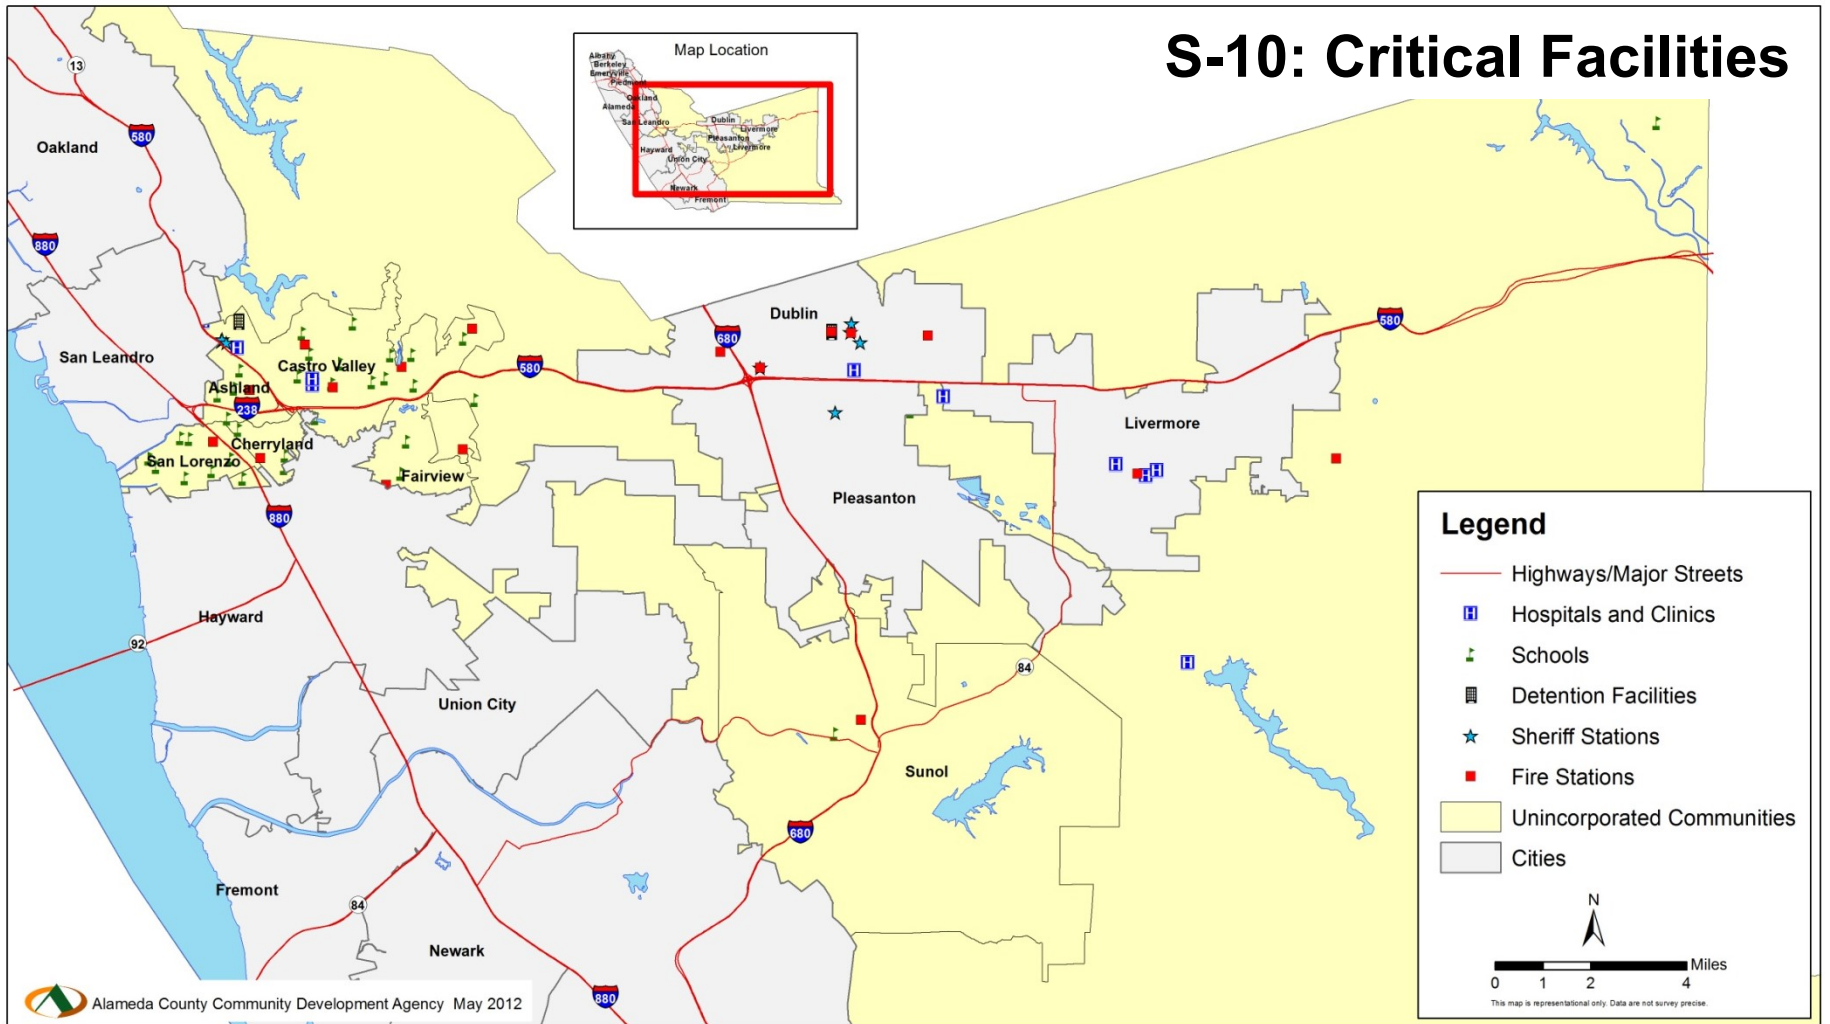 S-10: Critical Facilities
Map Location
Albany
Berkeley
Emeryville
Piedmont
Oakland
Alameda
San Leandro
Dublin
Livermore
Pleasanton
Livermore
Hayward
Union City
Newark
Fremont
13
580
Oakland
880
Dublin
680
580
San Leandro
Castro Valley
580
Ashland
238
Livermore
Cherryland
San Lorenzo
Fairview
Pleasanton
880
Hayward
92
84
Union City
Sunol
680
Fremont
84
Newark
880
Legend
Highways/Major Streets
Hospitals and Clinics
Schools
Detention Facilities
Sheriff Stations
Fire Stations
Unincorporated Communities
Cities
N
Miles
0 1 2 4
This map is representational only. Data are not survey precise.
Alameda County Community Development Agency May 2012